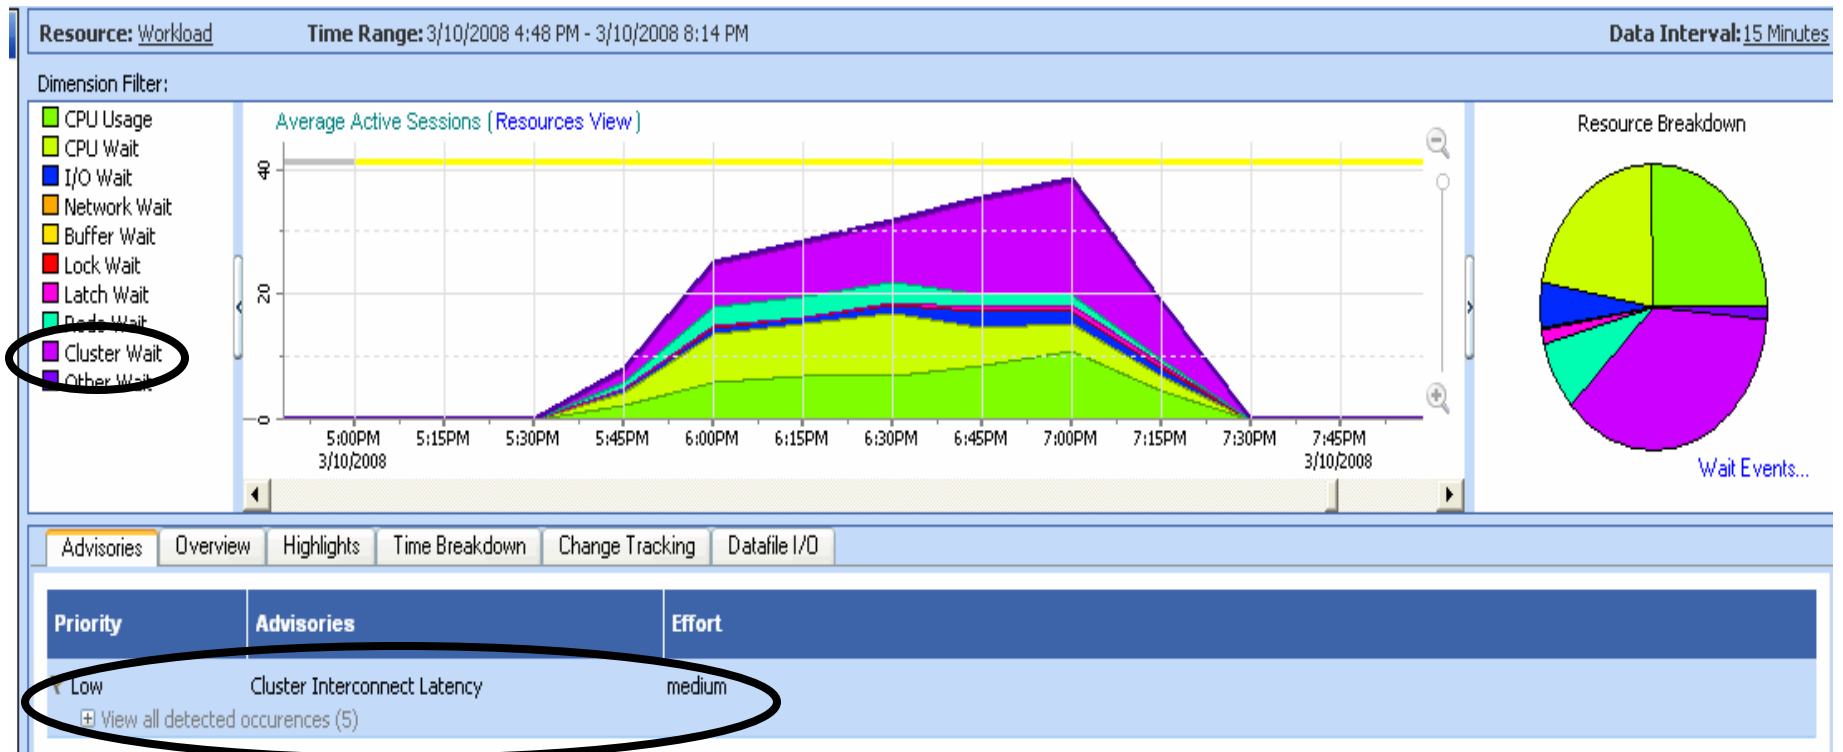 Resource: Workload Time Range: 3/10/2008 4:48 PM - 3/10/2008 8:14 PM Data Interval: 15 Minutes
Dimension Filter:
CPU Usage
CPU Wait
I/O Wait
Network Wait
Buffer Wait
Lock Wait
Latch Wait
Redo Wait
Cluster Wait
Other Wait
Average Active Sessions (Resources View)
40
20
0
5:00PM 5:15PM 5:30PM 5:45PM 6:00PM 6:15PM 6:30PM 6:45PM 7:00PM 7:15PM 7:30PM 7:45PM
3/10/2008 3/10/2008
Resource Breakdown
Wait Events...
Advisories Overview Highlights Time Breakdown Change Tracking Datafile I/O
Priority Advisories Effort
Low Cluster Interconnect Latency medium
View all detected occurences (5)